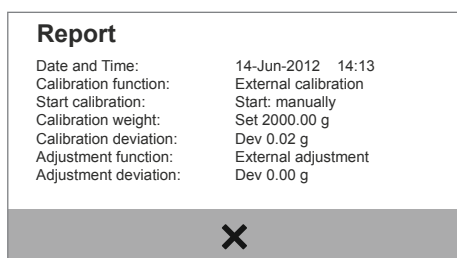 Report
Date and Time: 14-Jun-2012 14:13
Calibration function: External calibration
Start calibration: Start: manually
Calibration weight: Set 2000.00 g
Calibration deviation: Dev 0.02 g
Adjustment function: External adjustment
Adjustment deviation: Dev 0.00 g